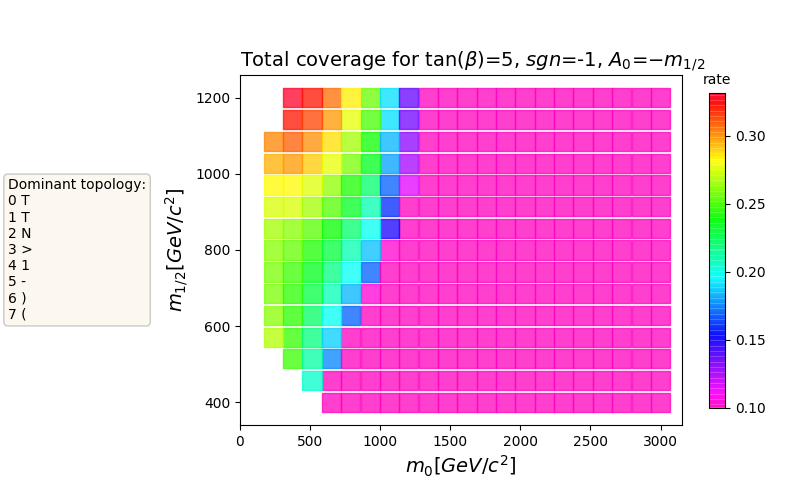 Total coverage for tan(β)=5, sgn=-1, A₀=−m₁/₂
rate
Dominant topology:
0 T
1 T
2 N
3 >
4 1
5 -
6 )
7 (
m₁/₂[GeV/c²]
1200
1000
800
600
400
0 500 1000 1500 2000 2500 3000
m₀[GeV/c²]
0.30
0.25
0.20
0.15
0.10